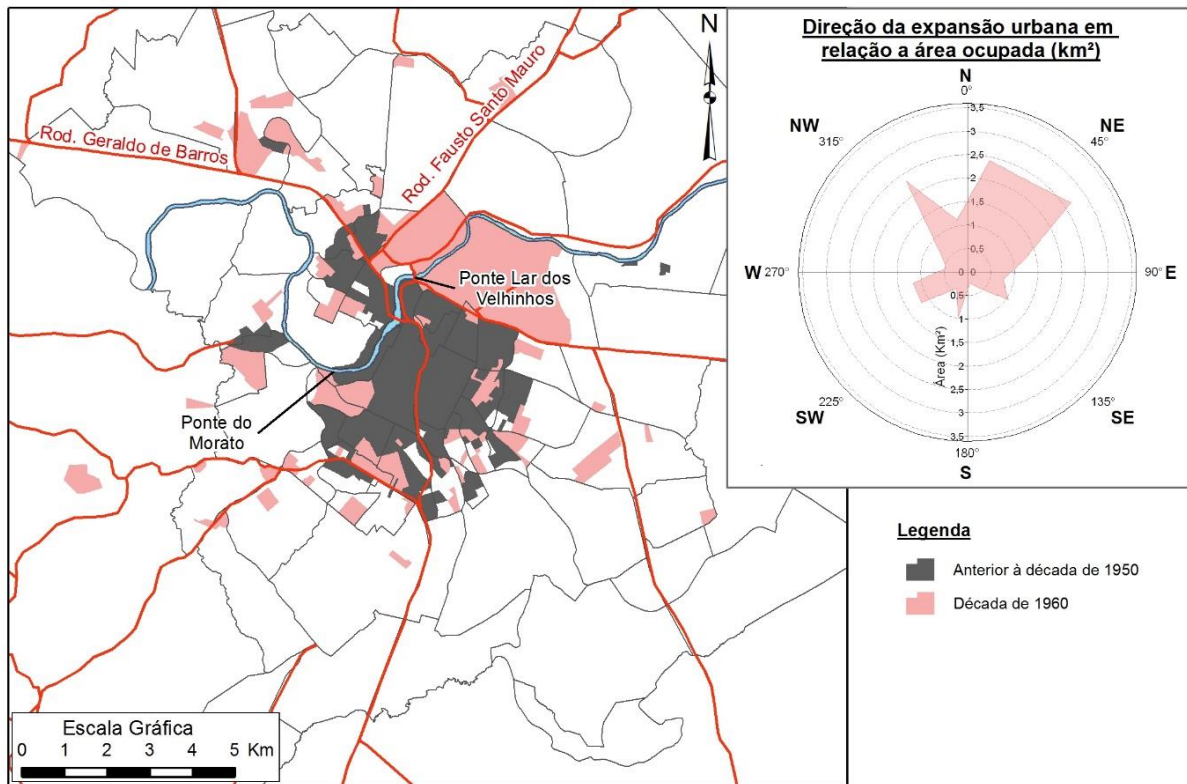 N
Rod. Geraldo de Barros
Rod. Fausto Santo Mauro
Ponte Lar dos
Velhinhos
Ponte do
Morato
Escala Gráfica
0 1 2 3 4 5 Km
Direção da expansão urbana em
relação a área ocupada (km²)
N
0°
NW
315°
NE
45°
W 270°
90° E
225°
SW
135°
SE
180°
S
3,5
3
2,5
2
1,5
1
0,5
0
0
0,5
1
1,5
2
2,5
3
3,5
Área (Km²)
Legenda
Anterior à década de 1950
Década de 1960